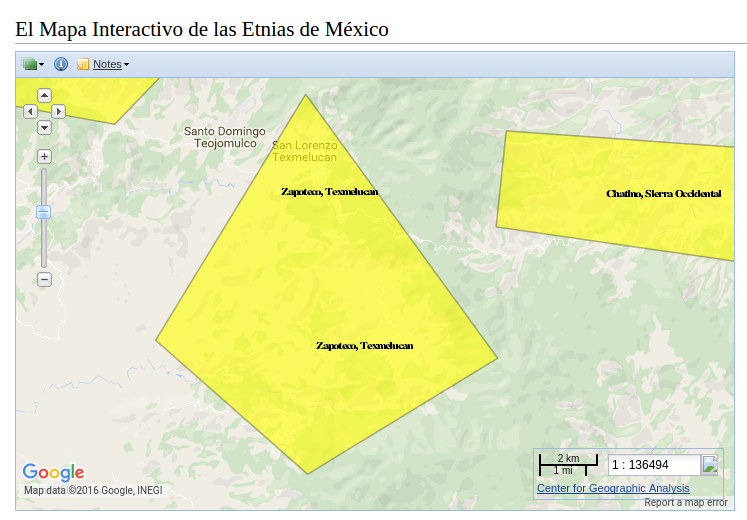 El Mapa Interactivo de las Etnias de México
Notes
Santo Domingo
Teojomulco
San Lorenzo
Texmelucan
Zapoteco, Texmelucan
Chatino, Sierra Occidental
Zapoteco, Texmelucan
Google
Map data ©2016 Google, INEGI
2 km
1 mi
1 : 136494
Center for Geographic Analysis
Report a map error